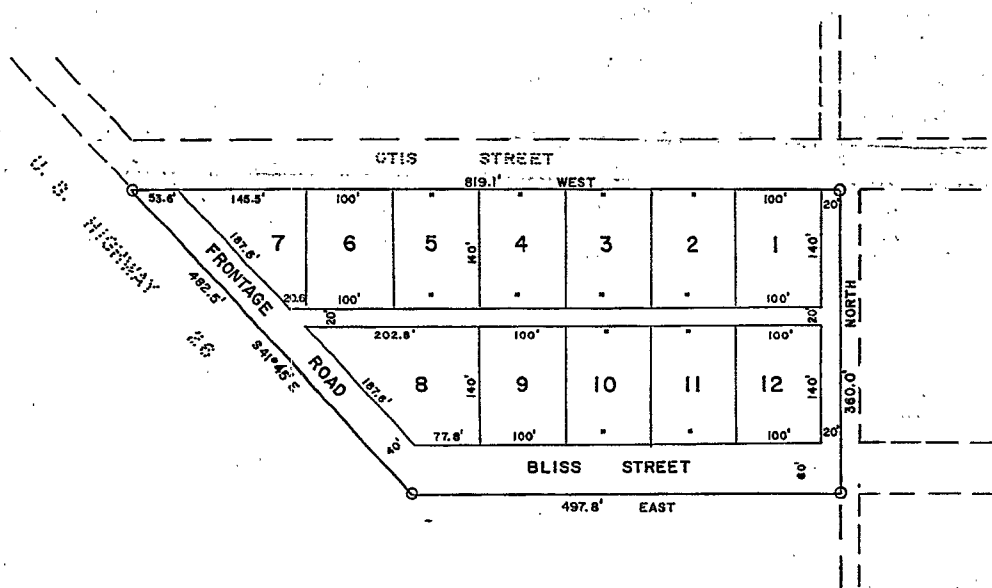 OTIS STREET
819.1' WEST
53.6' 145.5' 100' " " " " 100' 20'
7 6 5 4 3 2 1
187.6' 140' 140'
U. S. HIGHWAY 26
FRONTAGE ROAD
482.5'
S41°45'E
NORTH
360.0'
20.6 100' " " " " 100'
20' 20'
202.8' 100' " " " 100'
8 9 10 11 12
187.6' 140' 140'
77.8' 100' " " 100' 20'
40'
BLISS STREET
60'
497.8' EAST